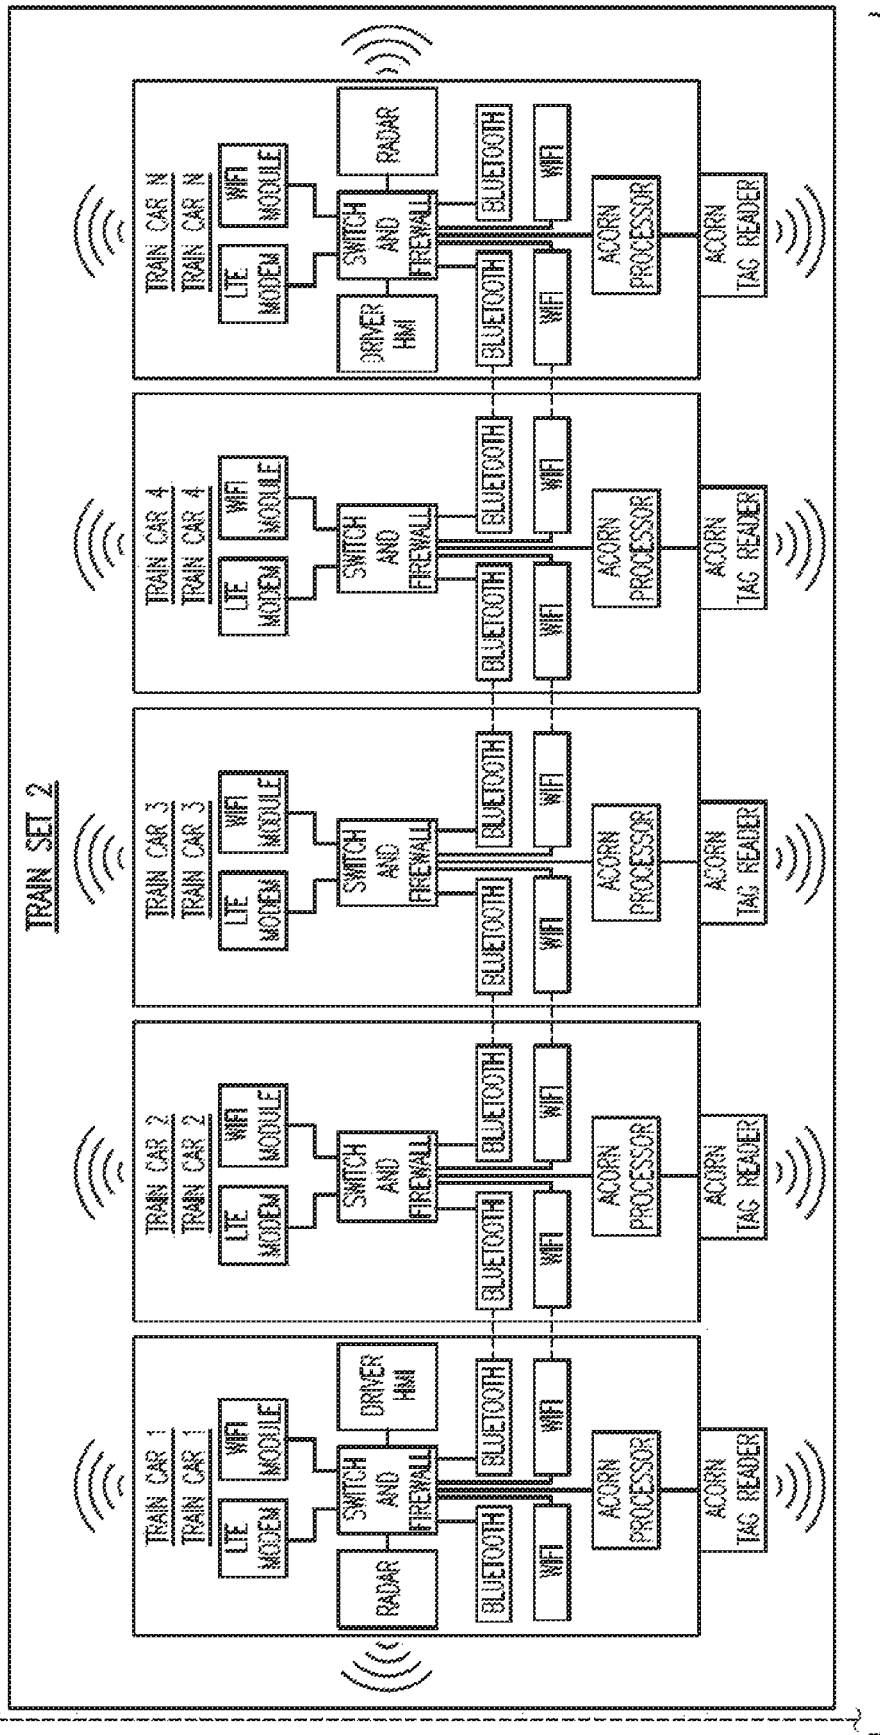 TRAIN SET 2
TRAIN CAR 1
TRAIN CAR 1
LTE
MODEM
WIFI
MODULE
RADAR
SWITCH
AND
FIREWALL
DRIVER
HMI
BLUETOOTH
BLUETOOTH
WIFI
WIFI
ACORN
PROCESSOR
ACORN
TAG READER
TRAIN CAR 2
TRAIN CAR 2
LTE
MODEM
WIFI
MODULE
SWITCH
AND
FIREWALL
BLUETOOTH
BLUETOOTH
WIFI
WIFI
ACORN
PROCESSOR
ACORN
TAG READER
TRAIN CAR 3
TRAIN CAR 3
LTE
MODEM
WIFI
MODULE
SWITCH
AND
FIREWALL
BLUETOOTH
BLUETOOTH
WIFI
WIFI
ACORN
PROCESSOR
ACORN
TAG READER
TRAIN CAR 4
TRAIN CAR 4
LTE
MODEM
WIFI
MODULE
SWITCH
AND
FIREWALL
BLUETOOTH
BLUETOOTH
WIFI
WIFI
ACORN
PROCESSOR
ACORN
TAG READER
TRAIN CAR N
TRAIN CAR N
LTE
MODEM
WIFI
MODULE
DRIVER
HMI
SWITCH
AND
FIREWALL
RADAR
BLUETOOTH
BLUETOOTH
WIFI
WIFI
ACORN
PROCESSOR
ACORN
TAG READER